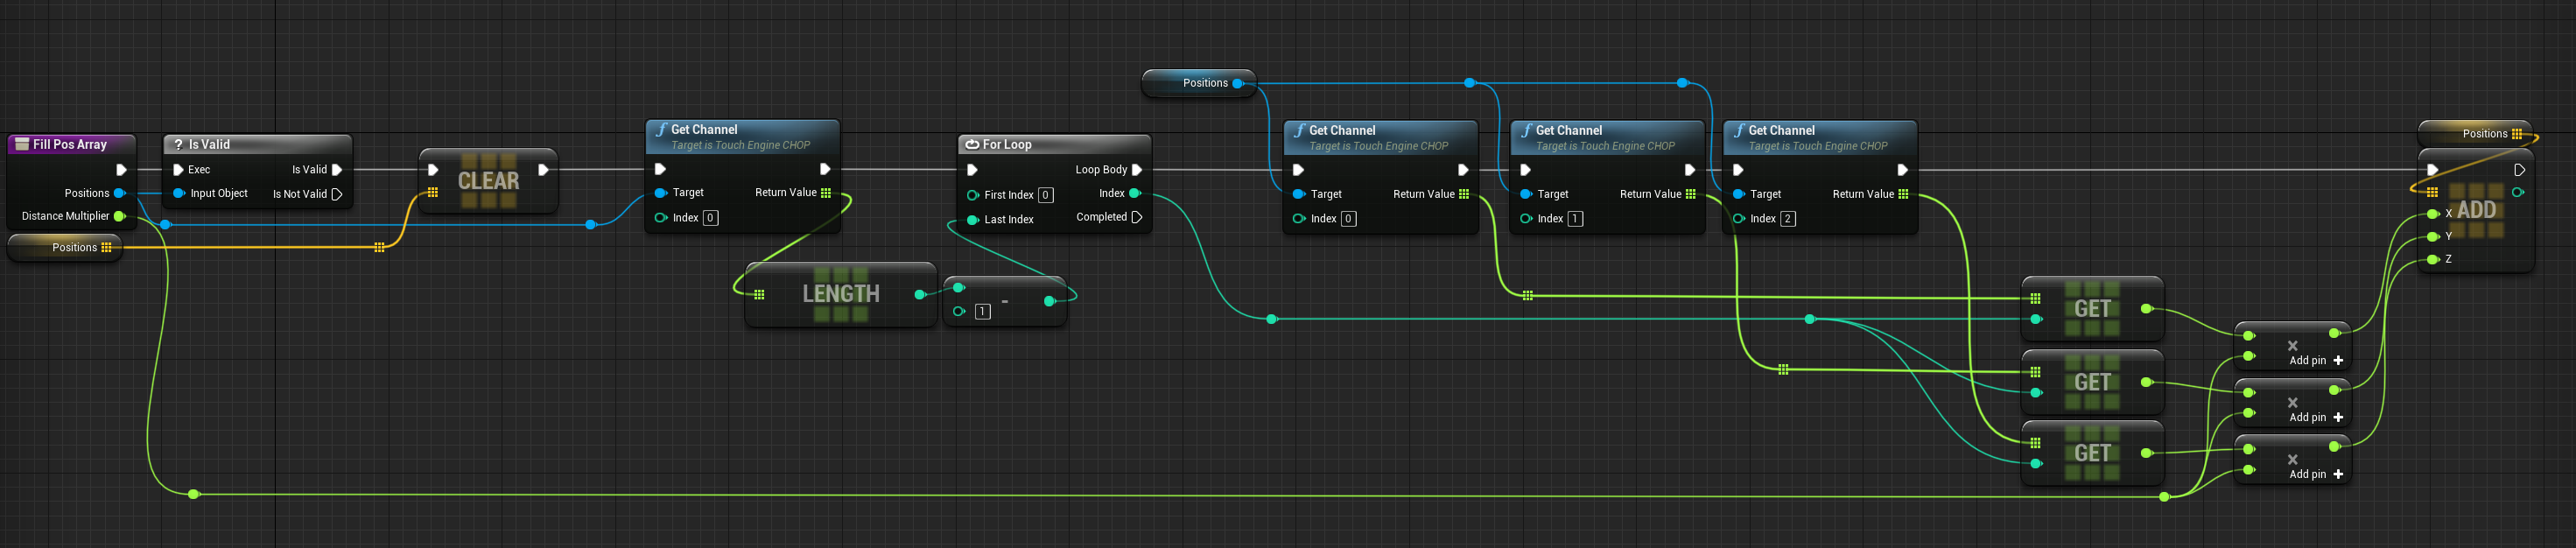 Fill Pos Array
Positions
Distance Multiplier
Positions
? Is Valid
Exec
Is Valid
Input Object
Is Not Valid
CLEAR
f Get Channel
Target is Touch Engine CHOP
Target
Return Value
Index 0
LENGTH
-
1
For Loop
Loop Body
First Index 0
Index
Last Index
Completed
Positions
f Get Channel
Target is Touch Engine CHOP
Target
Return Value
Index 0
f Get Channel
Target is Touch Engine CHOP
Target
Return Value
Index 1
f Get Channel
Target is Touch Engine CHOP
Target
Return Value
Index 2
GET
GET
GET
×
Add pin +
×
Add pin +
×
Add pin +
Positions
ADD
X
Y
Z